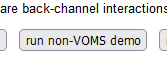 are back-channel interactions
run non-VOMS demo